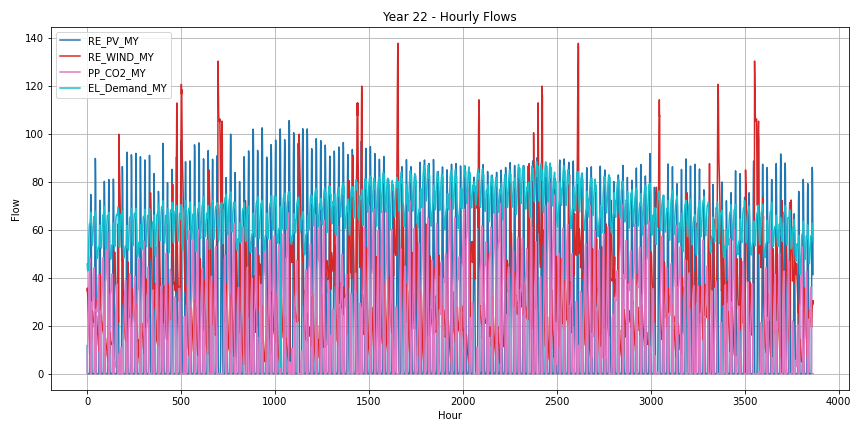 Year 22 - Hourly Flows
RE_PV_MY
RE_WIND_MY
PP_CO2_MY
EL_Demand_MY
140
120
100
80
60
40
20
0
Flow
0 500 1000 1500 2000 2500 3000 3500 4000
Hour